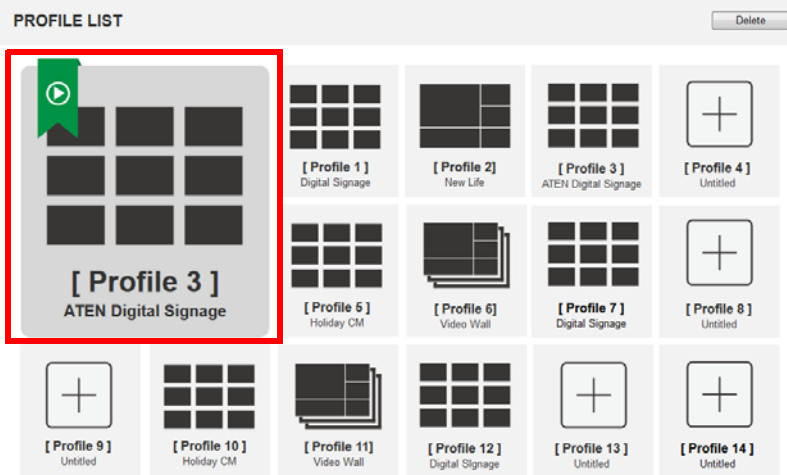 PROFILE LIST
Delete
[ Profile 3 ]
ATEN Digital Signage
[ Profile 1 ]
Digital Signage
[ Profile 2]
New Life
[ Profile 3 ]
ATEN Digital Signage
[ Profile 4 ]
Untitled
[ Profile 5 ]
Holiday CM
[ Profile 6]
Video Wall
[ Profile 7 ]
Digital Signage
[ Profile 8 ]
Untitled
[ Profile 9 ]
Untitled
[ Profile 10 ]
Holiday CM
[ Profile 11]
Video Wall
[ Profile 12 ]
Digital SIgnage
[ Profile 13 ]
Untitled
[ Profile 14 ]
Untitled